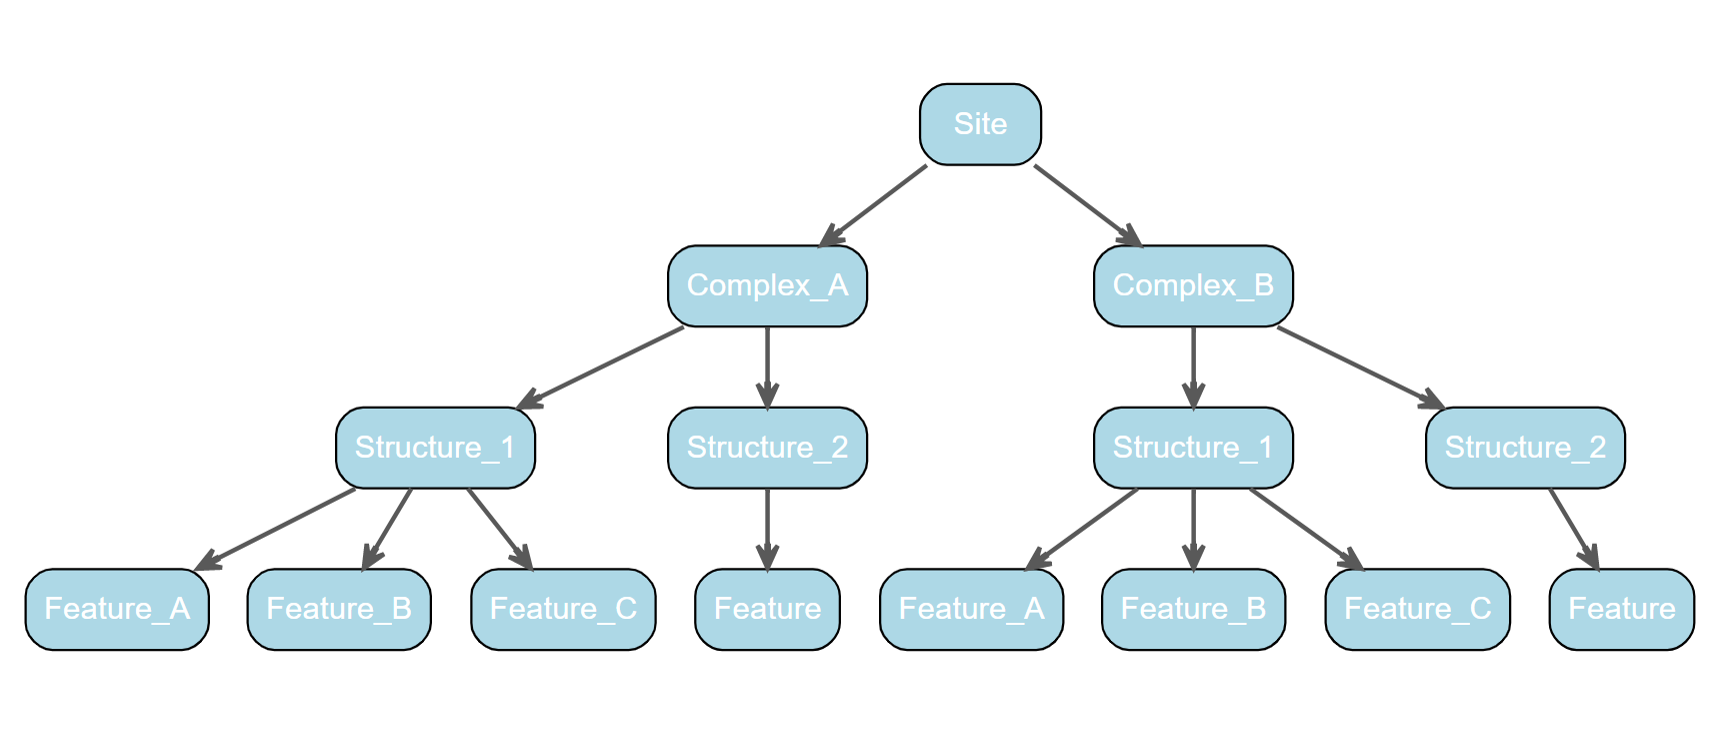 Site
Complex_A
Complex_B
Structure_1
Structure_2
Structure_1
Structure_2
Feature_A
Feature_B
Feature_C
Feature
Feature_A
Feature_B
Feature_C
Feature